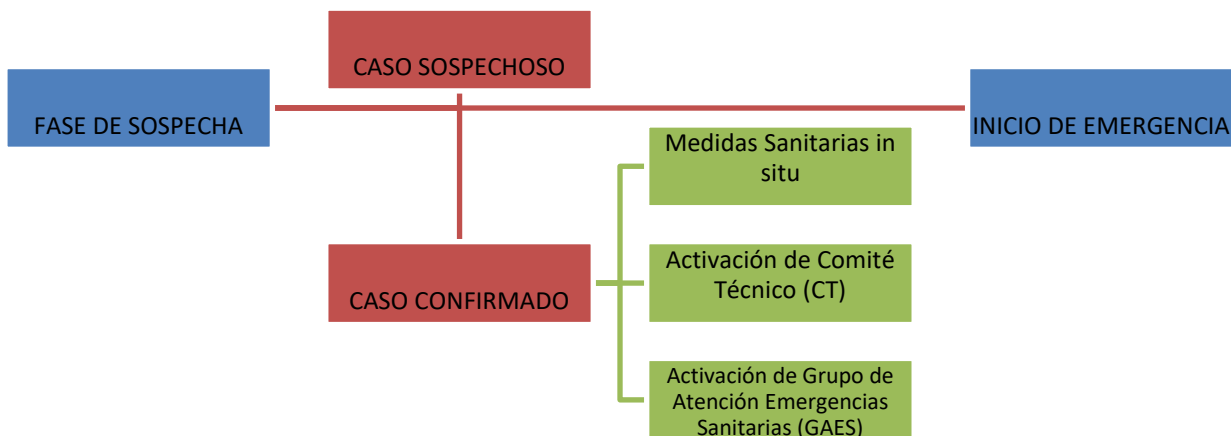 CASO SOSPECHOSO
FASE DE SOSPECHA
INICIO DE EMERGENCIA
Medidas Sanitarias in
situ
CASO CONFIRMADO
Activación de Comité
Técnico (CT)
Activación de Grupo de
Atención Emergencias
Sanitarias (GAES)